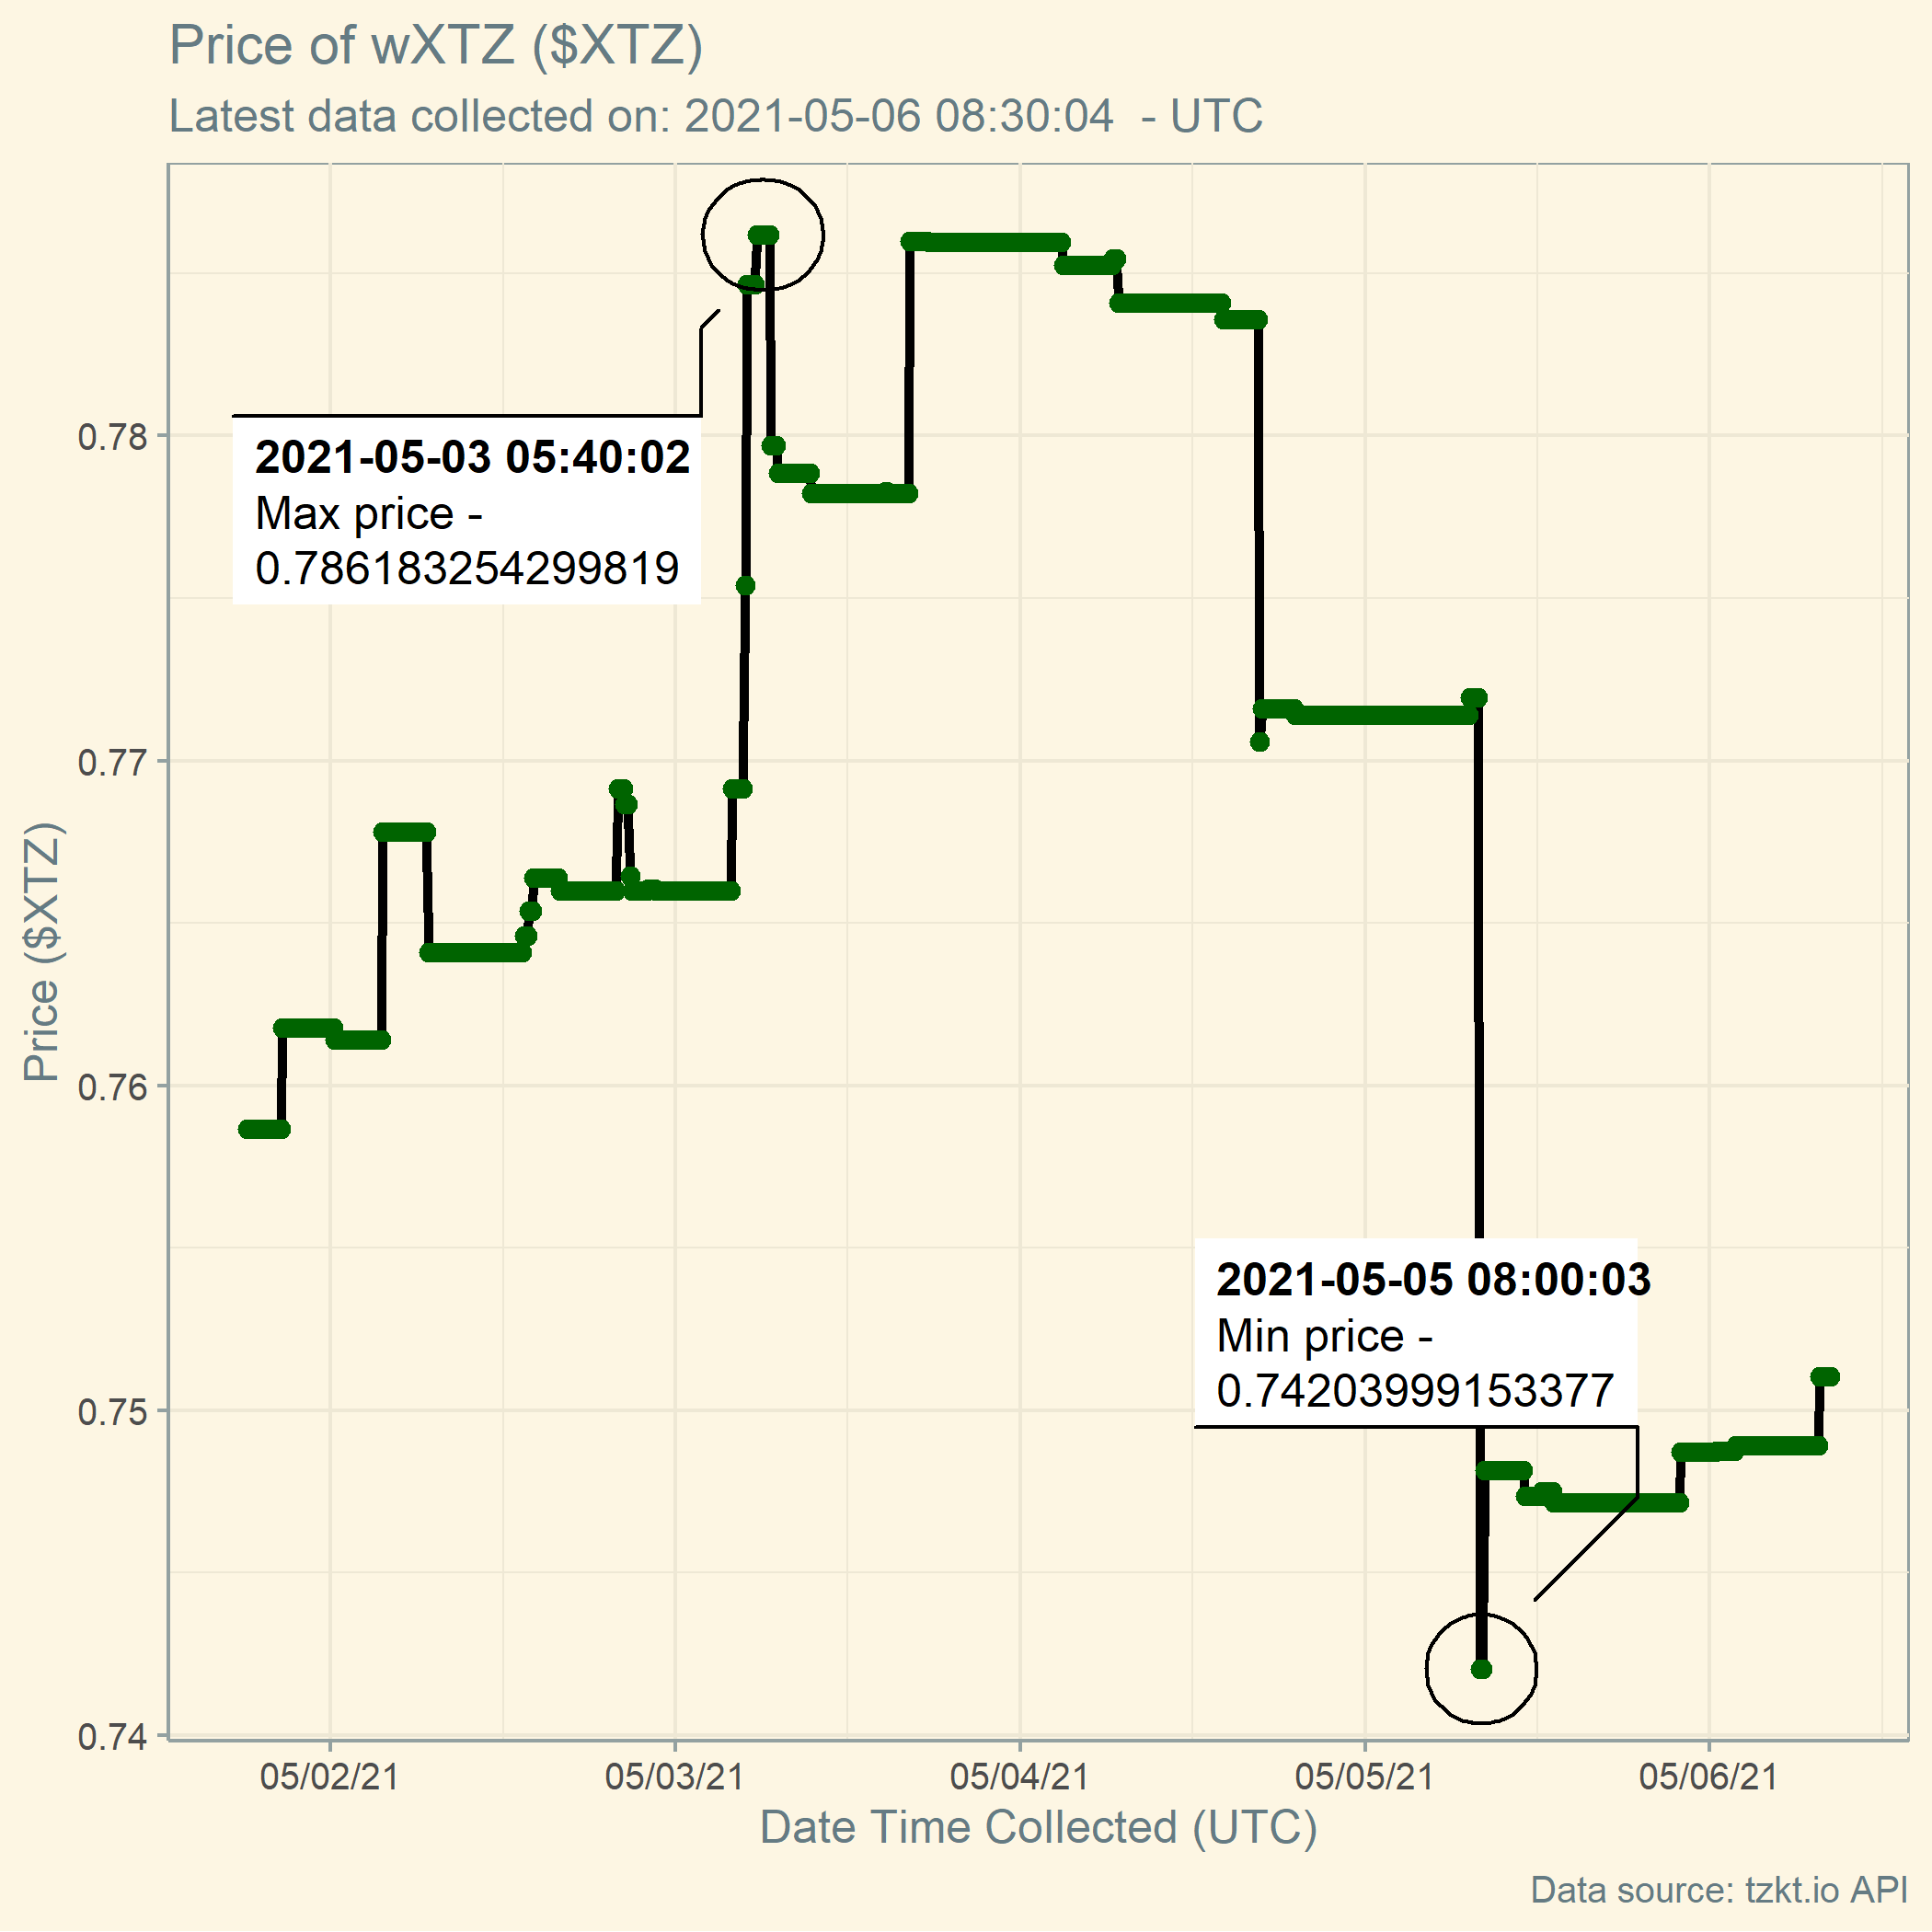 Price of wXTZ ($XTZ)
Latest data collected on: 2021-05-06 08:30:04  - UTC
Price ($XTZ)
0.78
0.77
0.76
0.75
0.74
2021-05-03 05:40:02
Max price -
0.786183254299819
2021-05-05 08:00:03
Min price -
0.74203999153377
05/02/21
05/03/21
05/04/21
05/05/21
05/06/21
Date Time Collected (UTC)
Data source: tzkt.io API